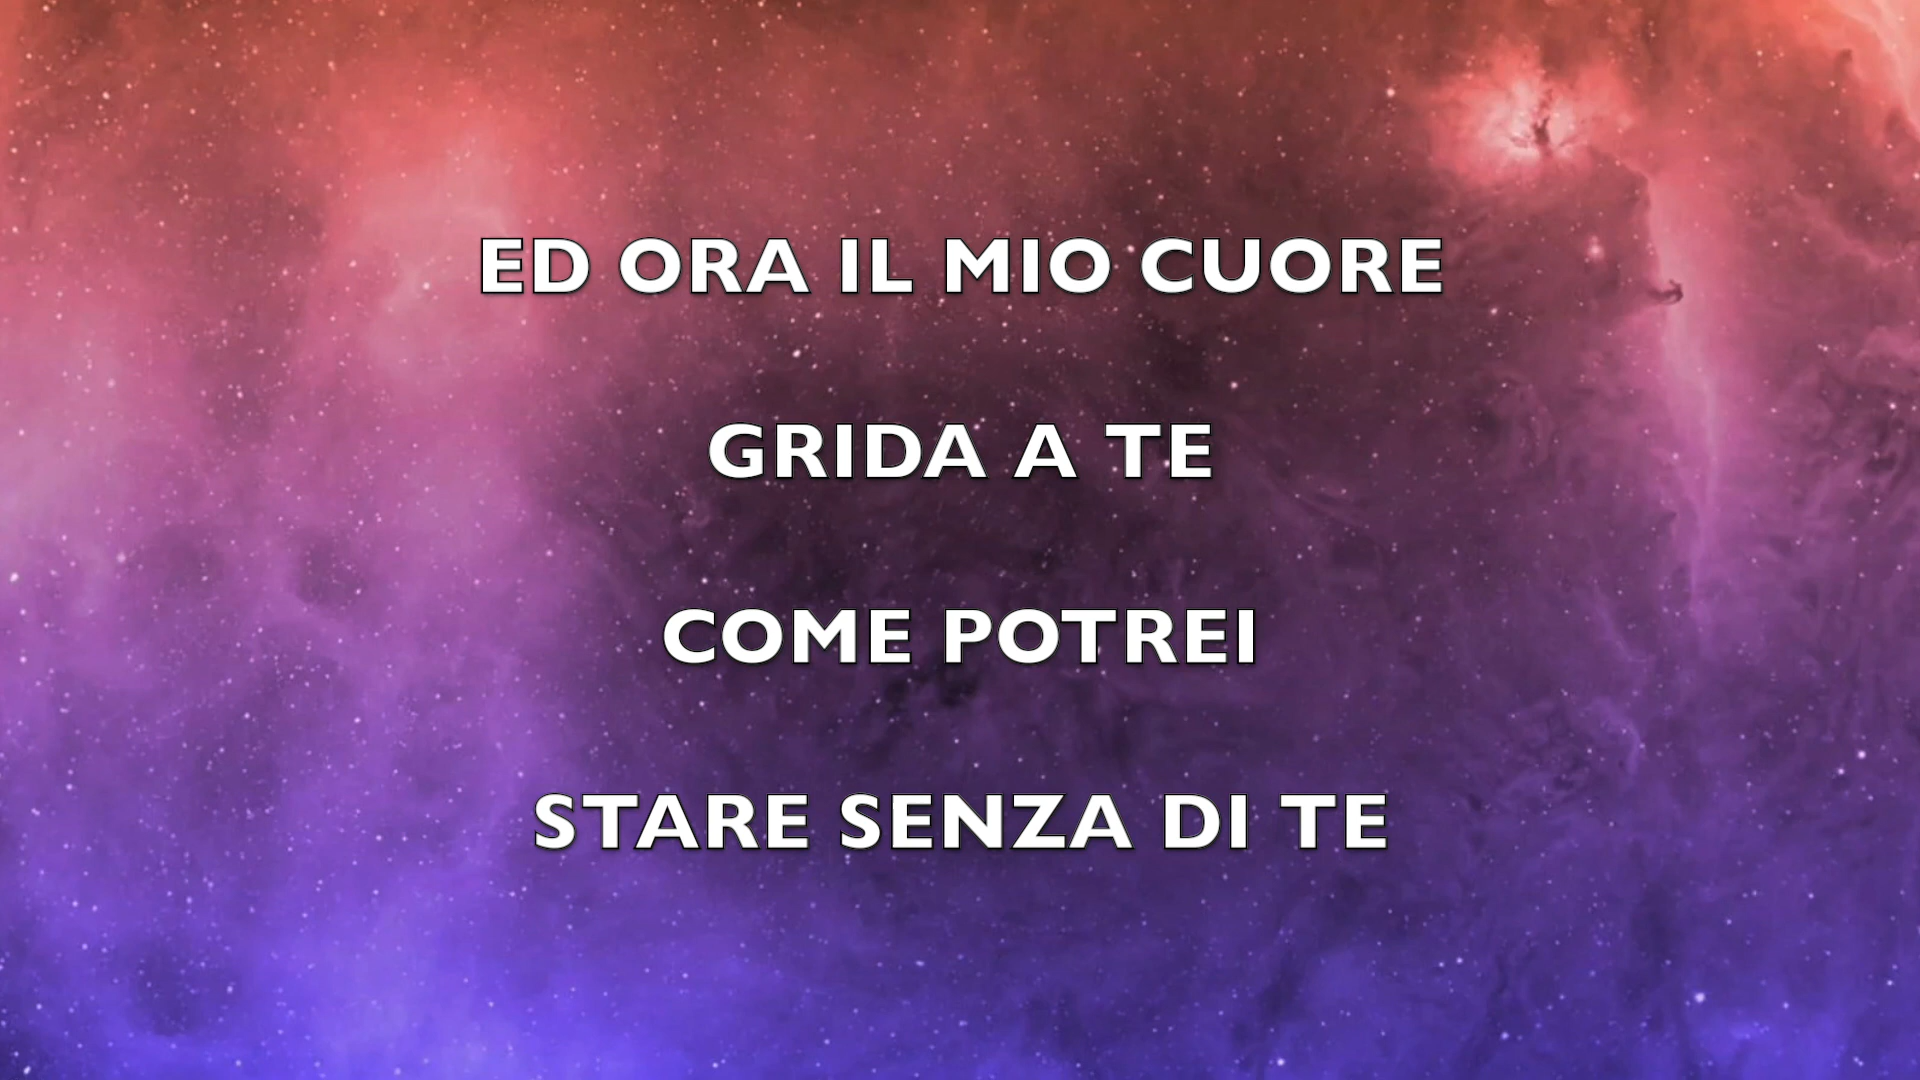 ED ORA IL MIO CUORE
GRIDA A TE
COME POTREI
STARE SENZA DI TE